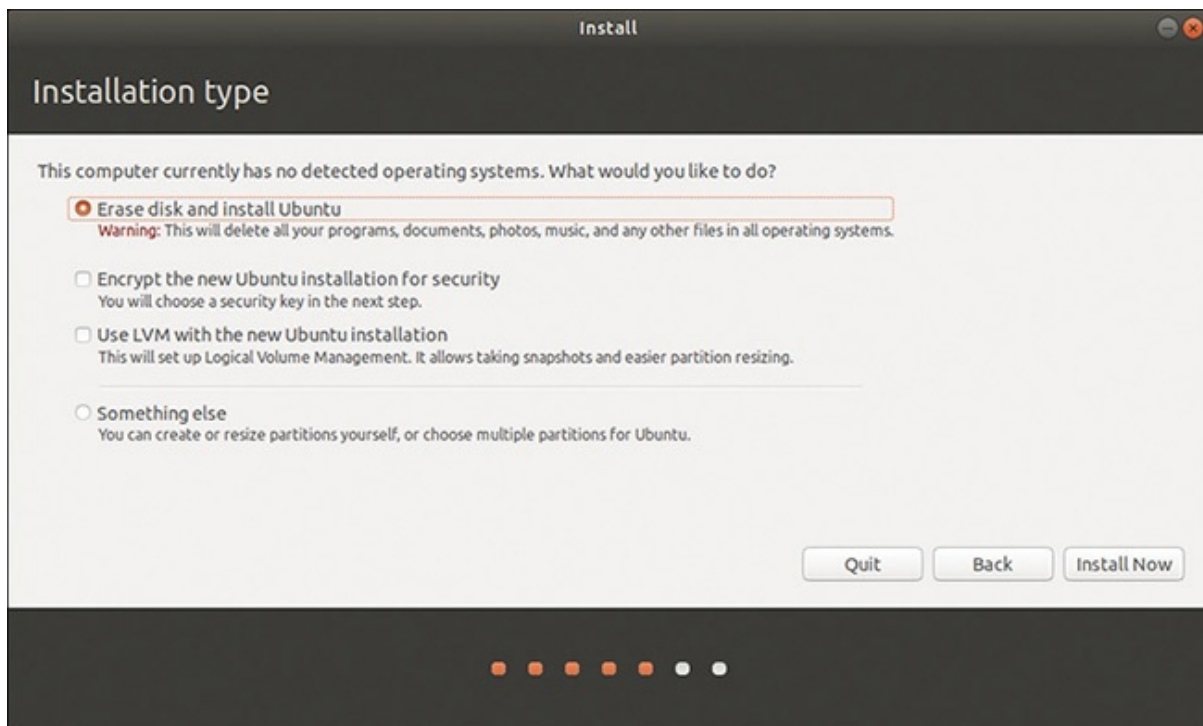 Install
Installation type
This computer currently has no detected operating systems. What would you like to do?
Erase disk and install Ubuntu
Warning: This will delete all your programs, documents, photos, music, and any other files in all operating systems.
Encrypt the new Ubuntu installation for security
You will choose a security key in the next step.
Use LVM with the new Ubuntu installation
This will set up Logical Volume Management. It allows taking snapshots and easier partition resizing.
Something else
You can create or resize partitions yourself, or choose multiple partitions for Ubuntu.
Quit Back Install Now